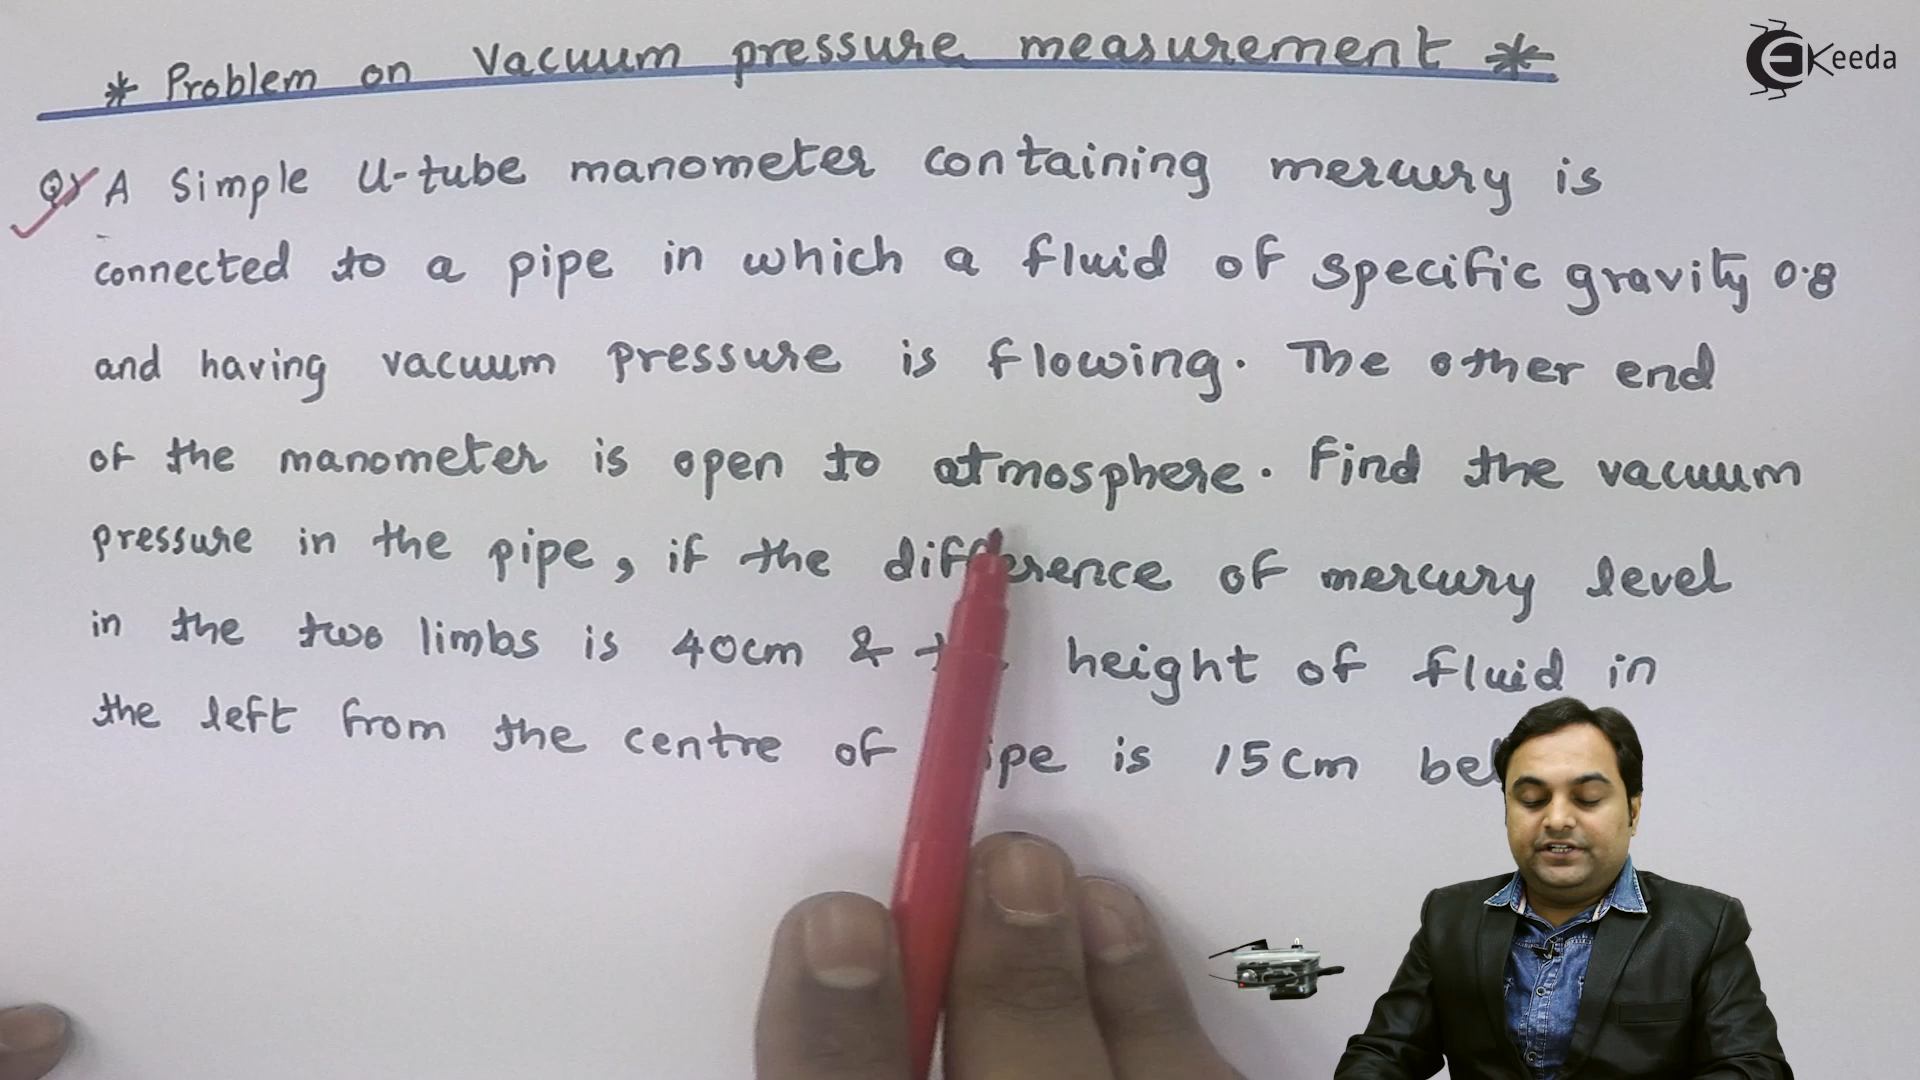 * Problem on Vacuum pressure measurement *
EKeeda
Q) A Simple U-tube manometer containing mercury is
connected to a pipe in which a fluid of specific gravity 0.8
and having vacuum pressure is flowing. The other end
of the manometer is open to atmosphere. Find the vacuum
pressure in the pipe, if the difference of mercury level
in the two limbs is 40cm & height of fluid in
the left from the centre of is 15cm